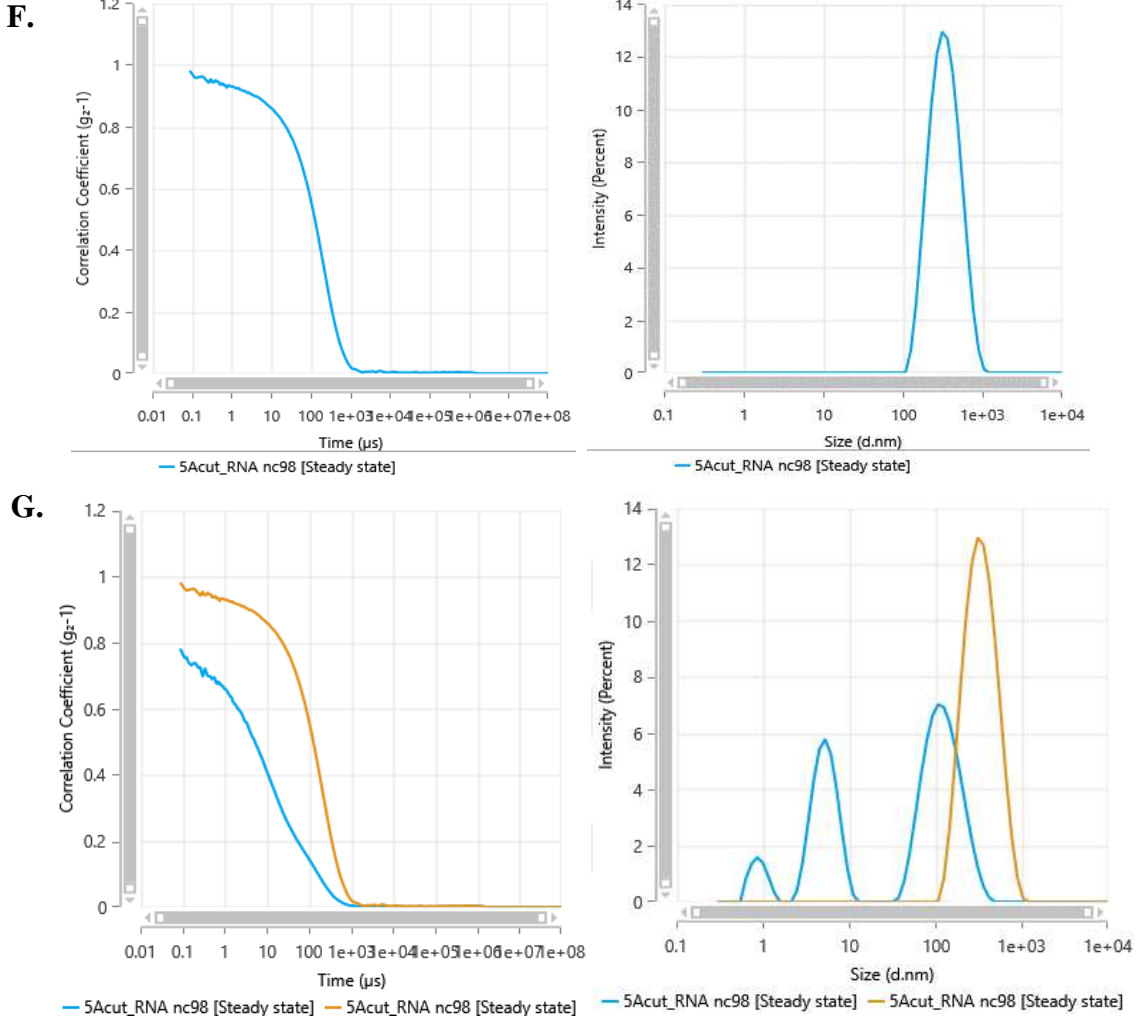 F.
Correlation Coefficient (g₂-1)
1.2
1
0.8
0.6
0.4
0.2
0
0.01 0.1 1 10 100 1e+03 1e+04 1e+05 1e+06 1e+07 1e+08
Time (µs)
5Acut_RNA nc98 [Steady state]
Intensity (Percent)
14
12
10
8
6
4
2
0
0.1 1 10 100 1e+03 1e+04
Size (d.nm)
5Acut_RNA nc98 [Steady state]
G.
Correlation Coefficient (g₂-1)
1.2
1
0.8
0.6
0.4
0.2
0
0.01 0.1 1 10 100 1e+03 1e+04 1e+05 1e+06 1e+07 1e+08
Time (µs)
5Acut_RNA nc98 [Steady state] 5Acut_RNA nc98 [Steady state]
Intensity (Percent)
14
12
10
8
6
4
2
0
0.1 1 10 100 1e+03 1e+04
Size (d.nm)
5Acut_RNA nc98 [Steady state] 5Acut_RNA nc98 [Steady state]